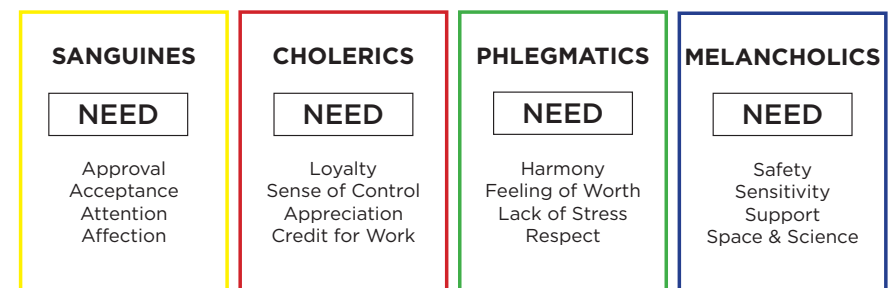 SANGUINES
NEED
Approval
Acceptance
Attention
Affection
CHOLERICS
NEED
Loyalty
Sense of Control
Appreciation
Credit for Work
PHLEGMATICS
NEED
Harmony
Feeling of Worth
Lack of Stress
Respect
MELANCHOLICS
NEED
Safety
Sensitivity
Support
Space & Science